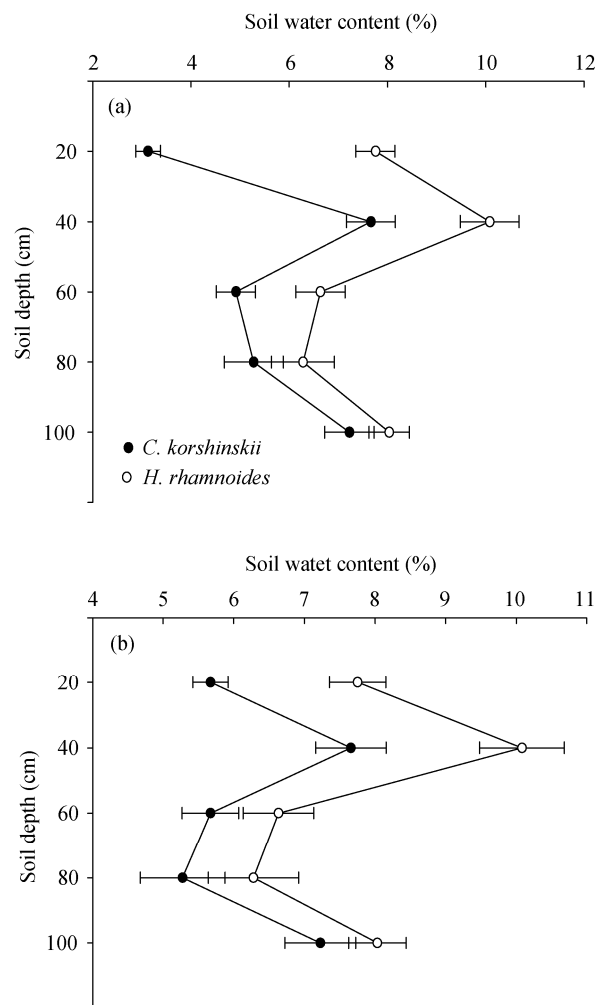 Soil water content (%)
2 4 6 8 10 12
(a)
20
40
60
80
100
Soil depth (cm)
C. korshinskii
H. rhamnoides
Soil watet content (%)
4 5 6 7 8 9 10 11
(b)
20
40
60
80
100
Soil depth (cm)